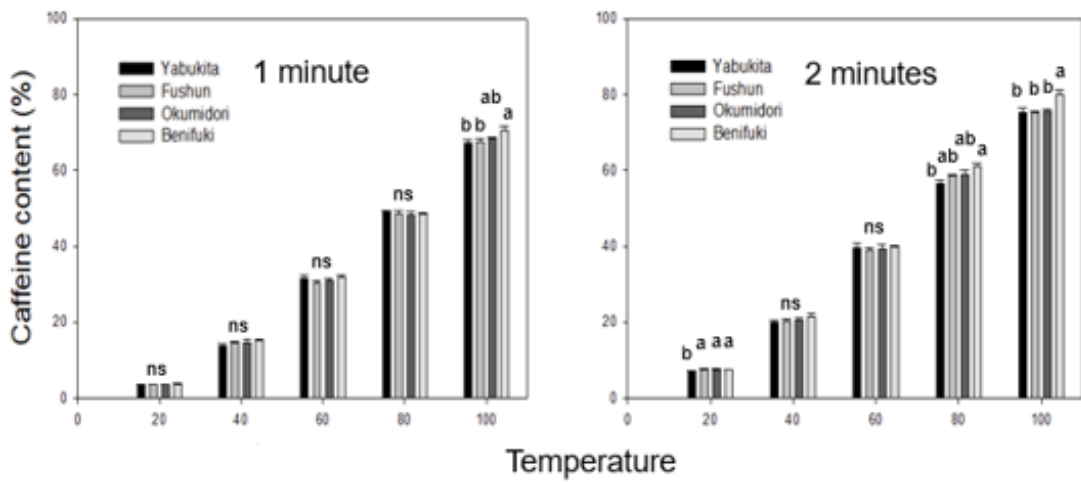 Caffeine content (%)
100
80
60
40
20
0
Yabukita
Fushun
Okumidori
Benifuki
1 minute
ns
ns
ns
ns
b b ab a
0 20 40 60 80 100
100
80
60
40
20
0
Yabukita
Fushun
Okumidori
Benifuki
2 minutes
b a a a
ns
ns
b ab ab a
b b b a
0 20 40 60 80 100
Temperature